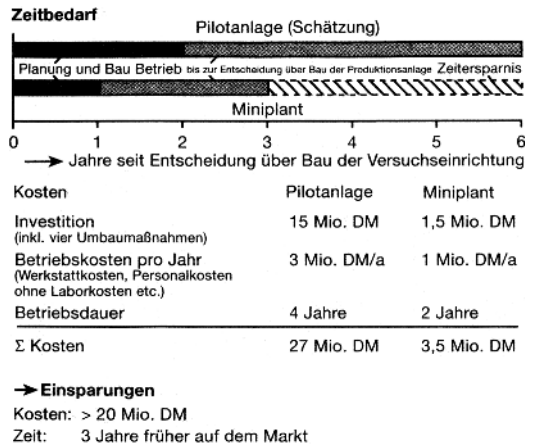 Zeitbedarf
Pilotanlage (Schätzung)
Planung und Bau Betrieb bis zur Entscheidung über Bau der Produktionsanlage Zeitersparnis
Miniplant
0 1 2 3 4 5 6
→ Jahre seit Entscheidung über Bau der Versuchseinrichtung
Kosten Pilotanlage Miniplant
Investition 15 Mio. DM 1,5 Mio. DM
(inkl. vier Umbaumaßnahmen)
Betriebskosten pro Jahr 3 Mio. DM/a 1 Mio. DM/a
(Werkstattkosten, Personalkosten
ohne Laborkosten etc.)
Betriebsdauer 4 Jahre 2 Jahre
Σ Kosten 27 Mio. DM 3,5 Mio. DM
→ Einsparungen
Kosten: > 20 Mio. DM
Zeit: 3 Jahre früher auf dem Markt